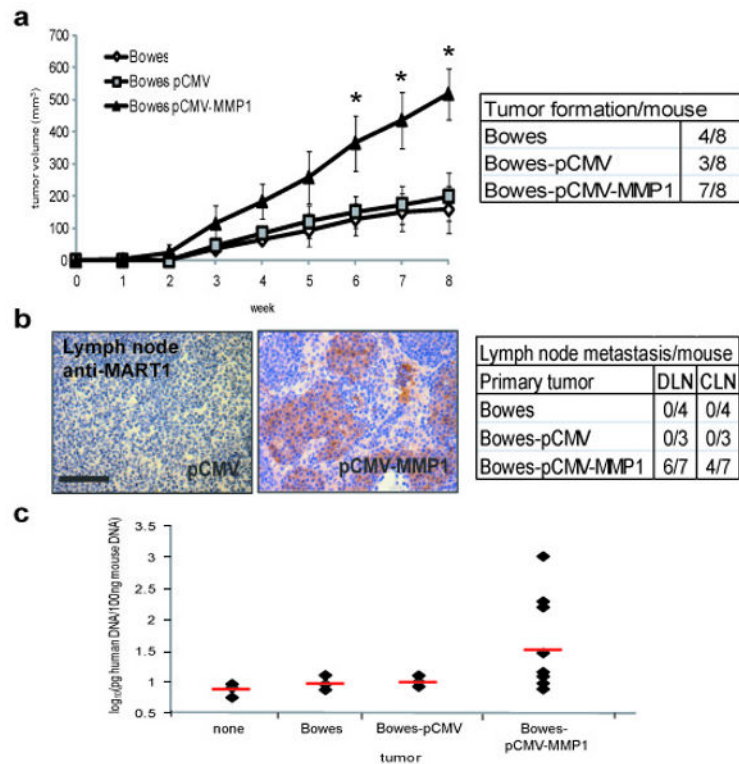 a
Bowes
Bowes pCMV
Bowes pCMV-MMP1
tumor volume (mm³)
700
600
500
400
300
200
100
0
* * *
0 1 2 3 4 5 6 7 8
week
Tumor formation/mouse
Bowes 4/8
Bowes-pCMV 3/8
Bowes-pCMV-MMP1 7/8
b
Lymph node
anti-MART1
pCMV
pCMV-MMP1
Lymph node metastasis/mouse
Primary tumor DLN CLN
Bowes 0/4 0/4
Bowes-pCMV 0/3 0/3
Bowes-pCMV-MMP1 6/7 4/7
c
log₁₀(pg human DNA/100ng mouse DNA)
3.5
3
2.5
2
1.5
1
0.5
none Bowes Bowes-pCMV Bowes-
pCMV-MMP1
tumor